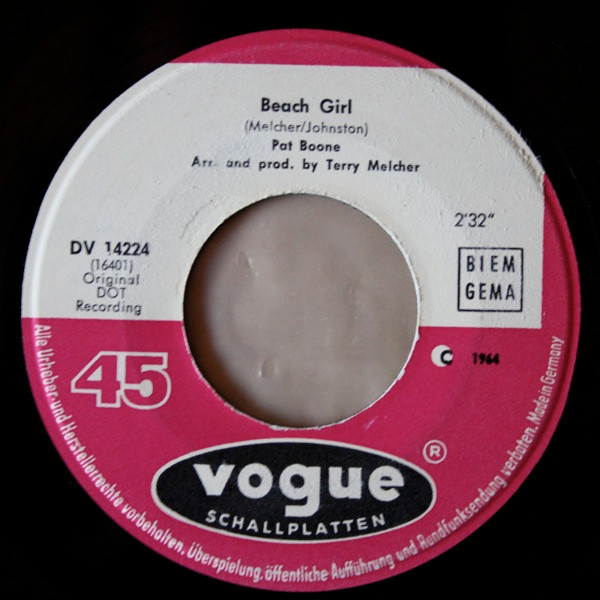 Beach Girl
(Melcher/Johnston)
Pat Boone
Arr. and prod. by Terry Melcher
2'32"
DV 14224
(16401)
Original
DOT
Recording
BIEM
GEMA
45
C 1964
vogue ®
SCHALLPLATTEN
Alle Urheber- und Herstellerrechte vorbehalten. Überspielung, öffentliche Aufführung und Rundfunksendung verboten. Made in Germany